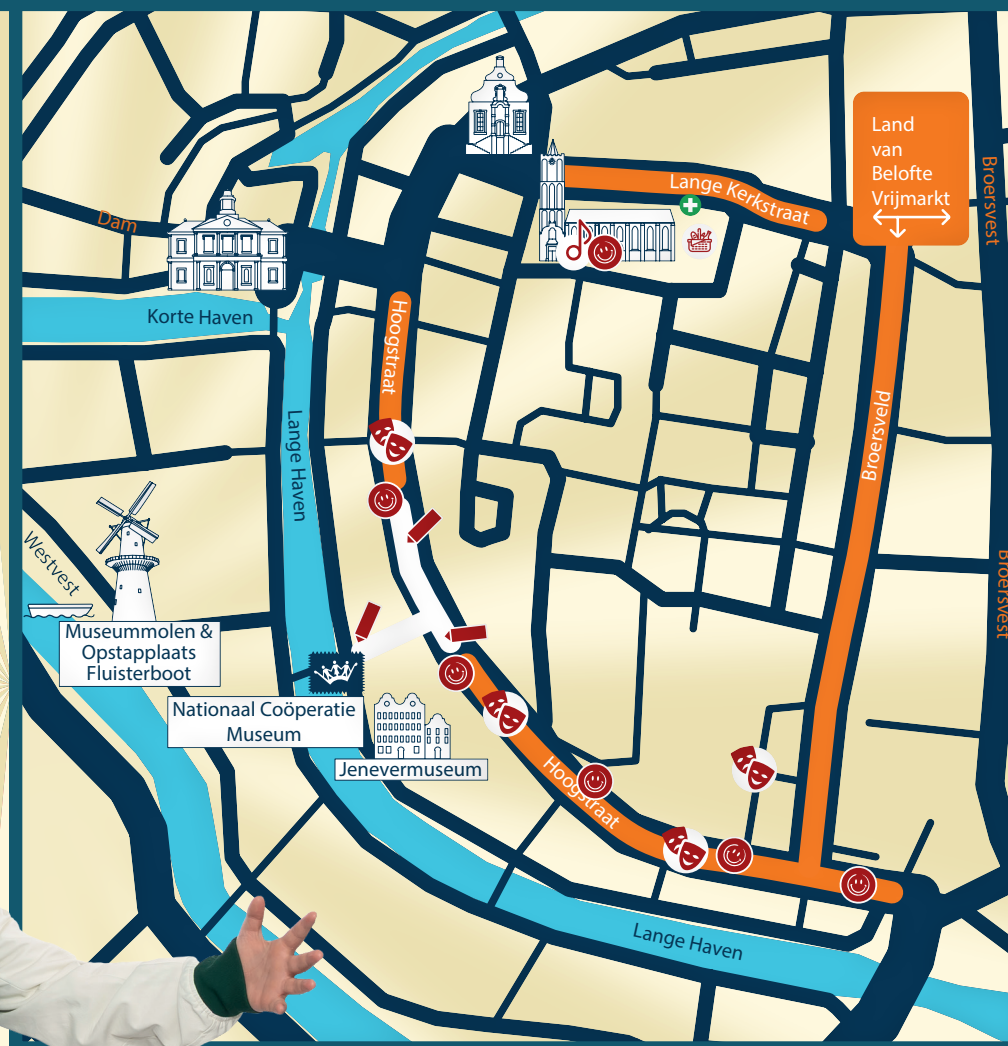 Land
van
Belofte
Vrijmarkt
Broersvest
Lange Kerkstraat
Dam
Korte Haven
Hoogstraat
Lange Haven
Broersveld
Westvest
Broersvest
Museummolen &
Opstapplaats
Fluisterboot
Nationaal Coöperatie
Museum
Jenevermuseum
Hoogstraat
Lange Haven